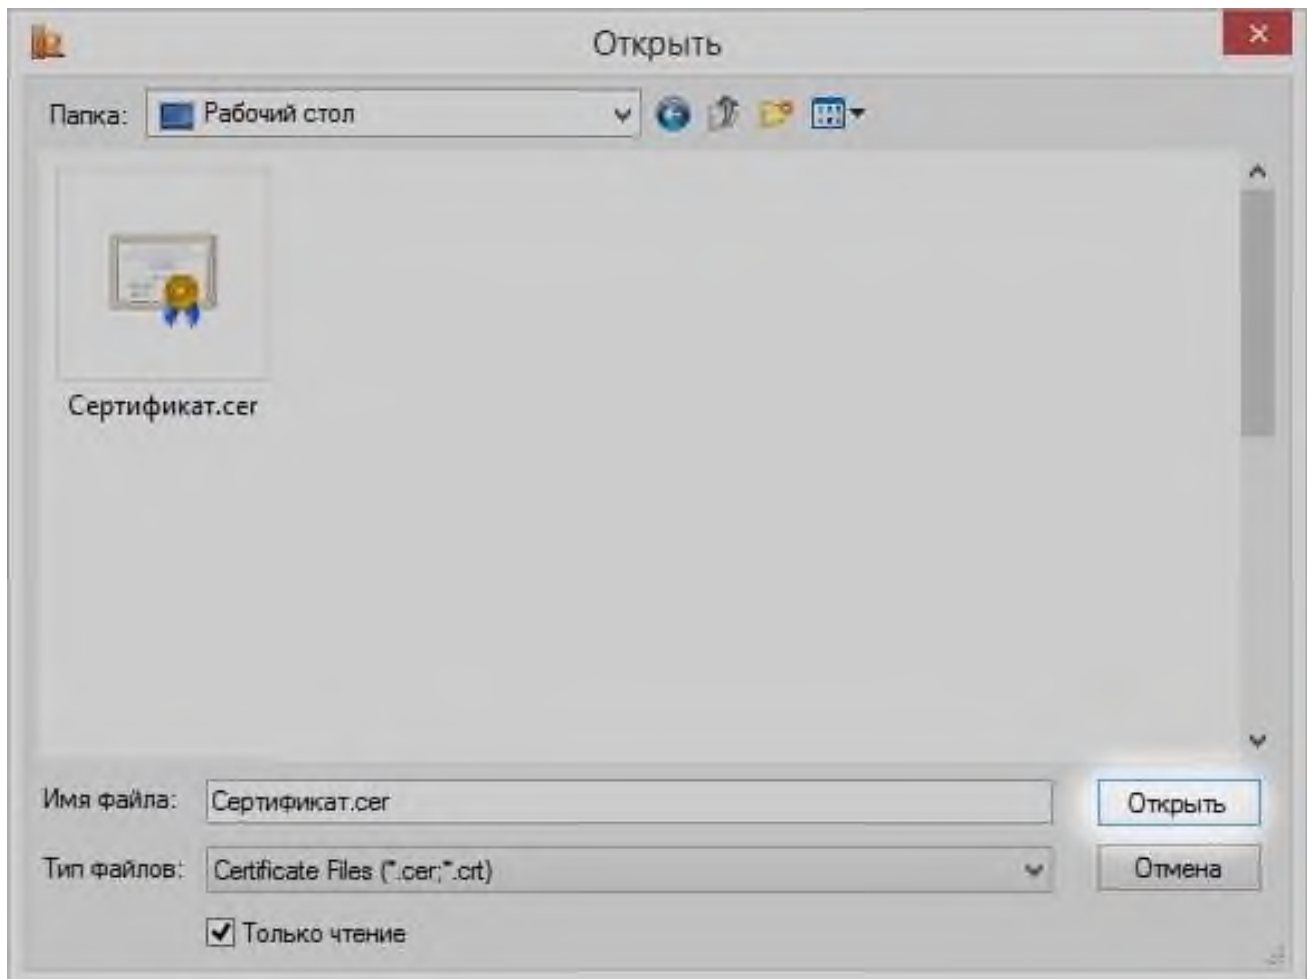 Открыть
Папка: Рабочий стол
Сертификат.cer
Имя файла: Сертификат.cer Открыть
Тип файлов: Certificate Files (*.cer;*.crt) Отмена
Только чтение